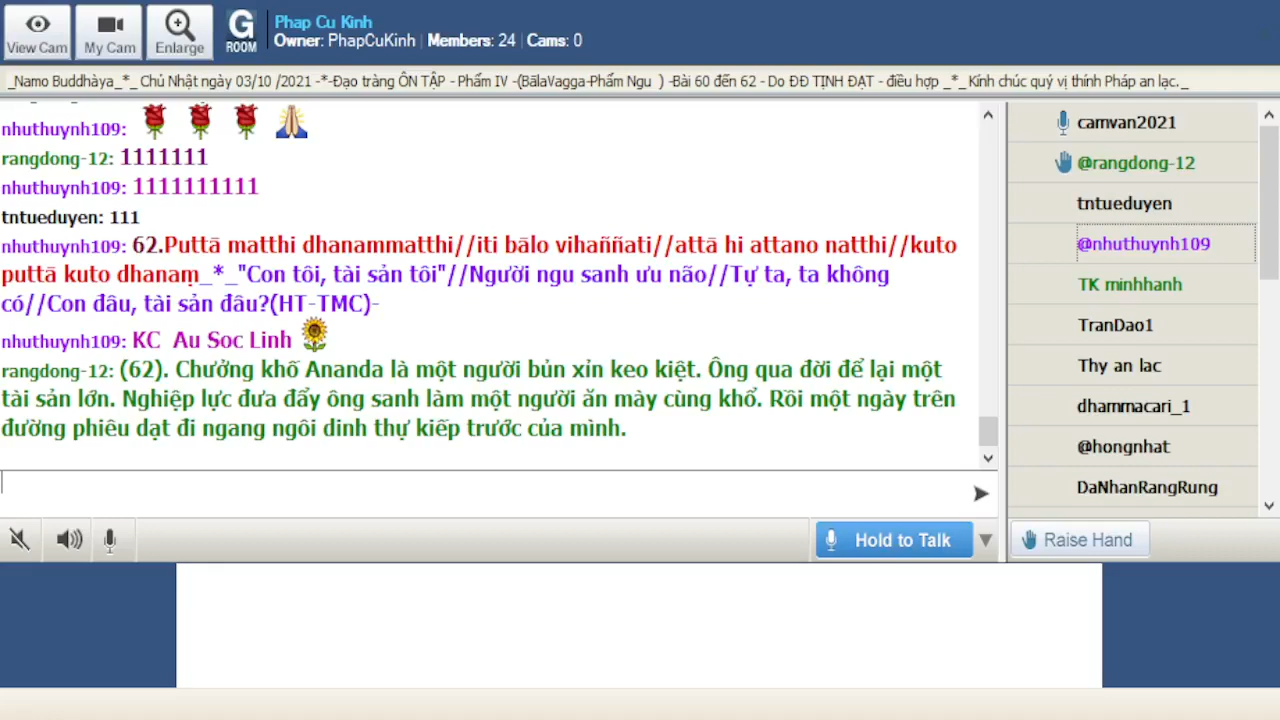 View Cam
My Cam
Enlarge
G
ROOM
Phap Cu Kinh
Owner: PhapCuKinh | Members: 24 | Cams: 0
_Namo Buddhàya_*_ Chủ Nhật ngày 03/10 /2021 -*-Đạo tràng ÔN TẬP - Phẩm IV -(BālaVagga-Phẩm Ngu ) -Bài 60 đến 62 - Do ĐĐ TỊNH ĐẠT - điều hợp _*_ Kính chúc quý vị thính Pháp an lạc._
nhuthuynh109:
rangdong-12: 1111111
nhuthuynh109: 1111111111
tntueduyen: 111
nhuthuynh109: 62.Puttā matthi dhanammatthi//iti bālo vihaññati//attā hi attano natthi//kuto
puttā kuto dhanaṃ_*_"Con tôi, tài sản tôi"//Người ngu sanh ưu não//Tự ta, ta không
có//Con đâu, tài sản đâu?(HT-TMC)-
nhuthuynh109: KC Au Soc Linh
rangdong-12: (62). Chưởng khố Ananda là một người bủn xỉn keo kiệt. Ông qua đời để lại một
tài sản lớn. Nghiệp lực đưa đẩy ông sanh làm một người ăn mày cùng khổ. Rồi một ngày trên
đường phiêu dạt đi ngang ngôi dinh thự kiếp trước của mình.
Hold to Talk
camvan2021
@rangdong-12
tntueduyen
@nhuthuynh109
TK minhhanh
TranDao1
Thy an lac
dhammacari_1
@hongnhat
DaNhanRangRung
Raise Hand